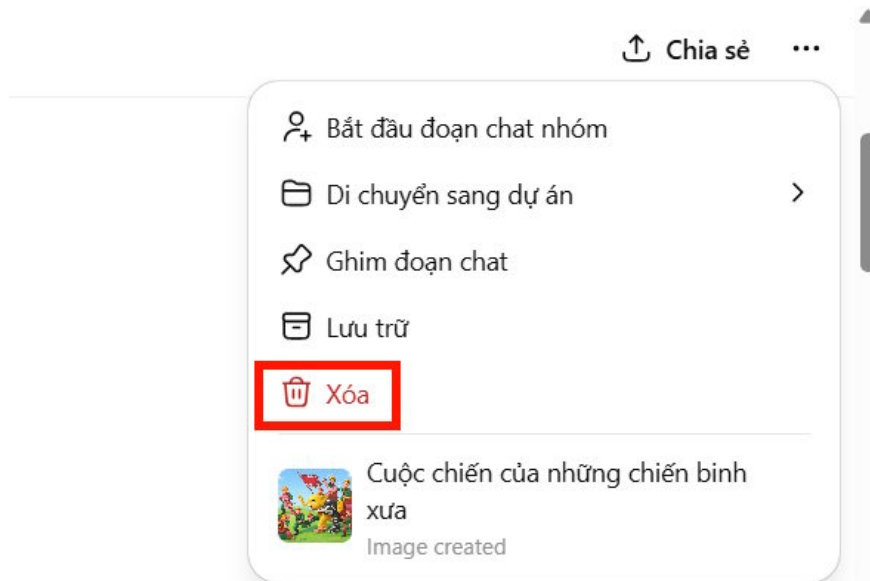 Chia sẻ
Bắt đầu đoạn chat nhóm
Di chuyển sang dự án
Ghim đoạn chat
Lưu trữ
Xóa
Cuộc chiến của những chiến binh
xưa
Image created